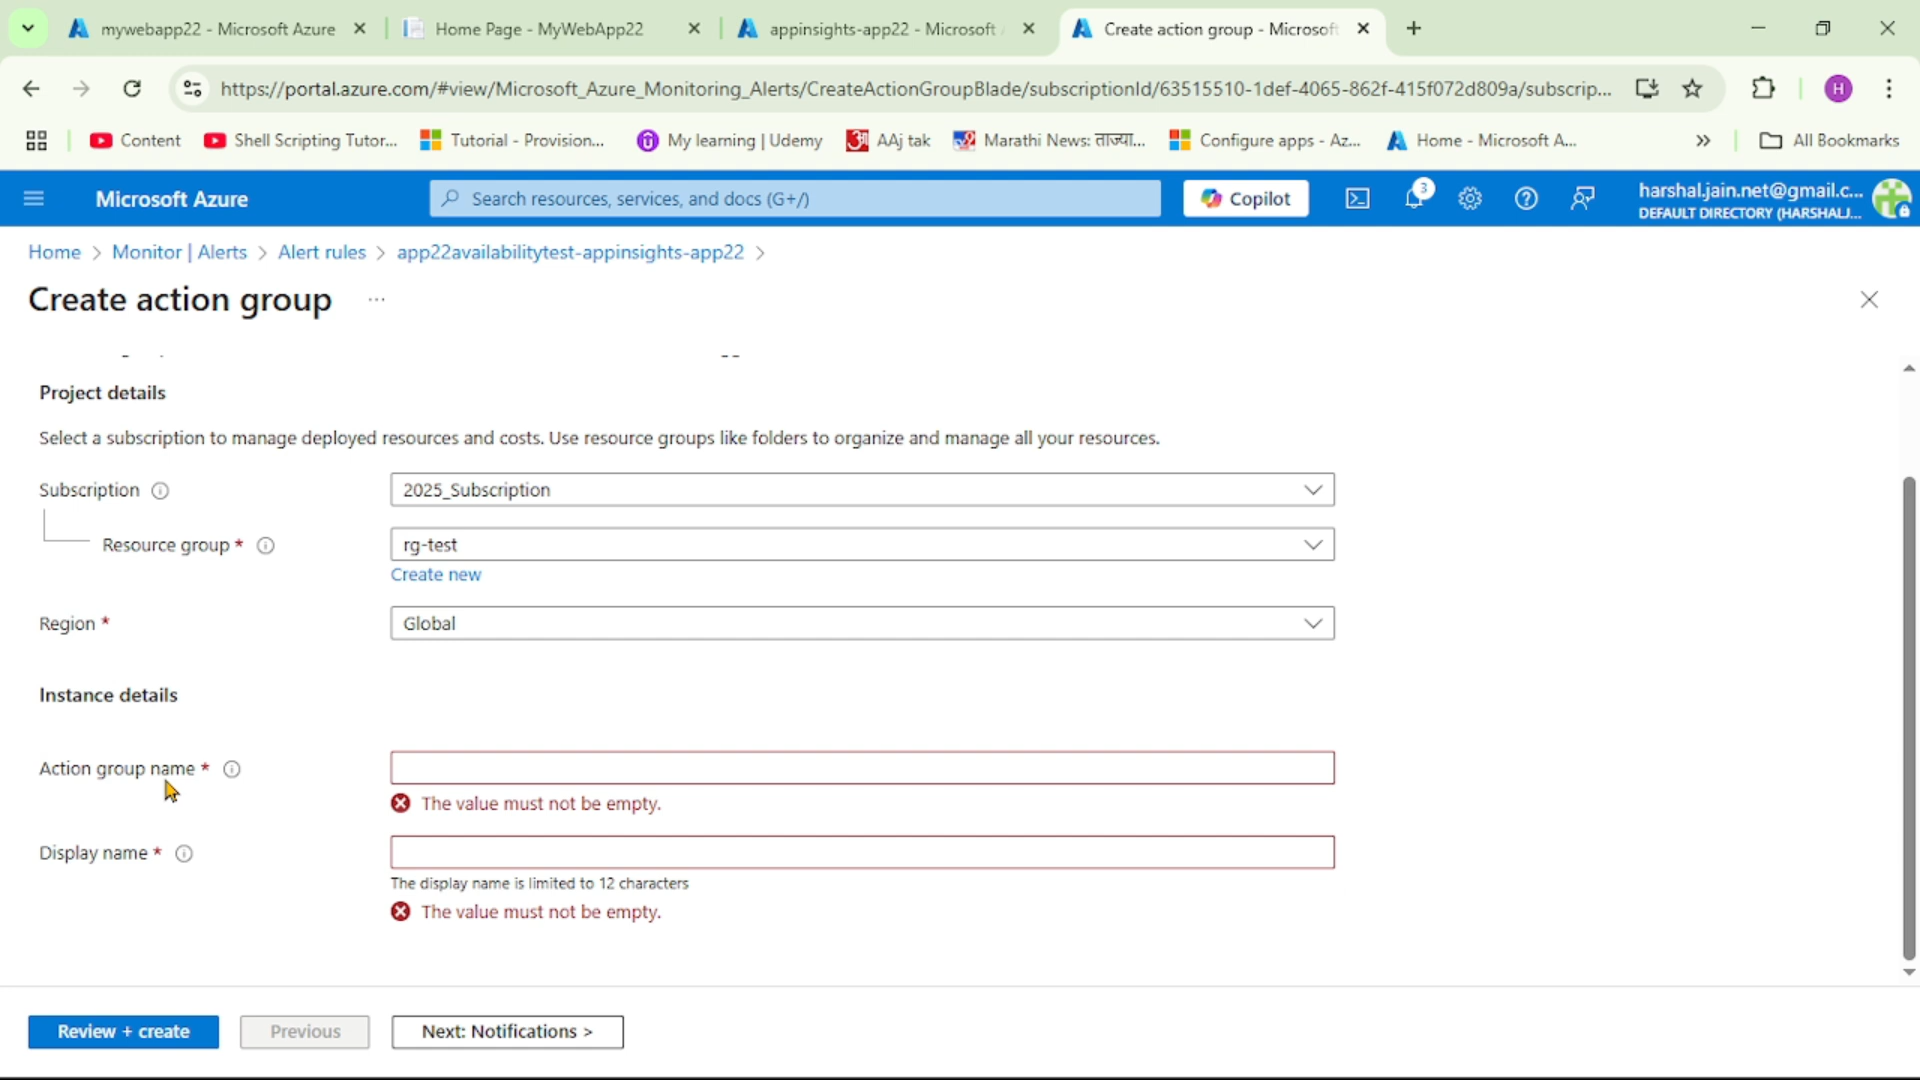 mywebapp22 - Microsoft Azure
Home Page - MyWebApp22
appinsights-app22 - Microsoft
Create action group - Microsoft
https://portal.azure.com/#view/Microsoft_Azure_Monitoring_Alerts/CreateActionGroupBlade/subscriptionId/63515510-1def-4065-862f-415f072d809a/subscrip...
H
Content
Shell Scripting Tutor...
Tutorial - Provision...
My learning | Udemy
AAj tak
Marathi News: ताज्या...
Configure apps - Az...
Home - Microsoft A...
All Bookmarks
Microsoft Azure
Search resources, services, and docs (G+/)
Copilot
3
harshal.jain.net@gmail.c...
DEFAULT DIRECTORY (HARSHALJ...
Home > Monitor | Alerts > Alert rules > app22availabilitytest-appinsights-app22 >
Create action group ...
Project details
Select a subscription to manage deployed resources and costs. Use resource groups like folders to organize and manage all your resources.
Subscription
2025_Subscription
Resource group *
rg-test
Create new
Region *
Global
Instance details
Action group name *
The value must not be empty.
Display name *
The display name is limited to 12 characters
The value must not be empty.
Review + create
Previous
Next: Notifications >